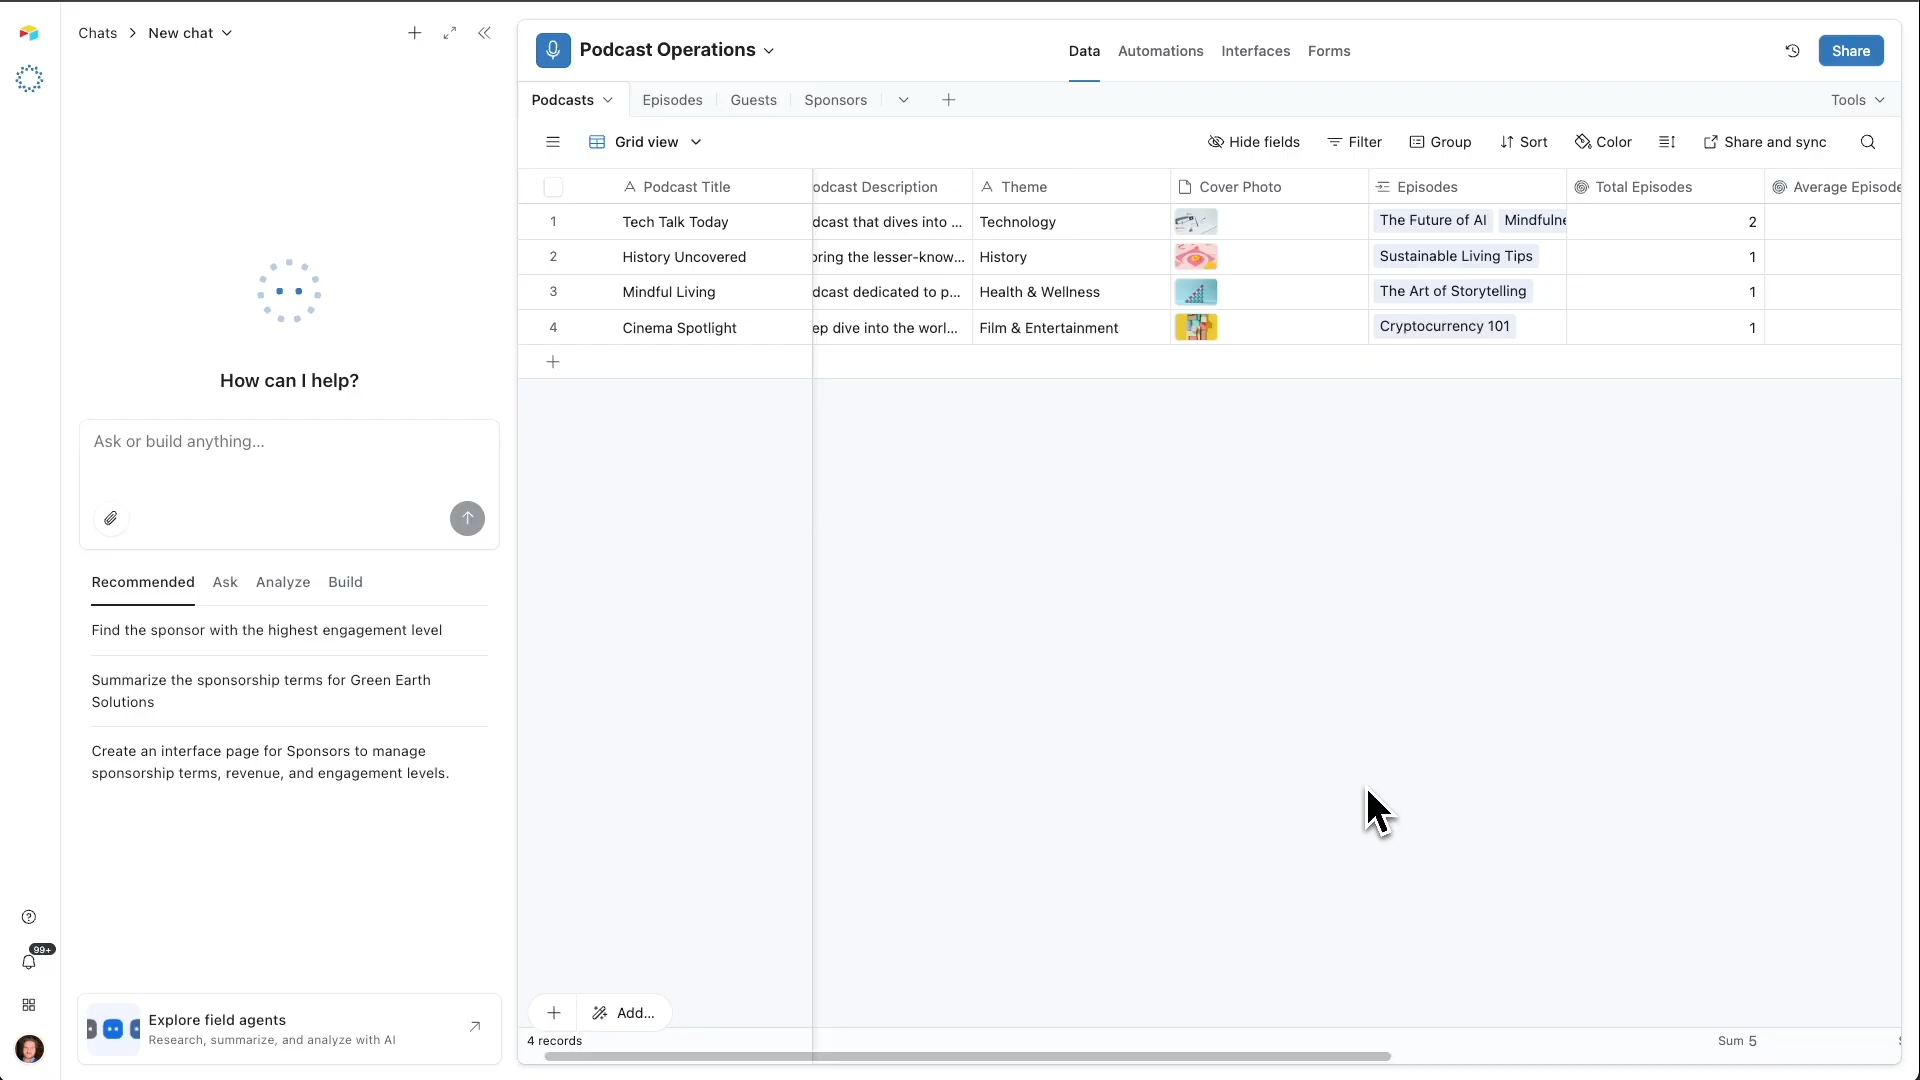 Chats
New chat
How can I help?
Ask or build anything...
Recommended Ask Analyze Build
Find the sponsor with the highest engagement level
Summarize the sponsorship terms for Green Earth
Solutions
Create an interface page for Sponsors to manage
sponsorship terms, revenue, and engagement levels.
99+
Explore field agents
Research, summarize, and analyze with AI
Podcast Operations
Data Automations Interfaces Forms
Share
Podcasts Episodes Guests Sponsors
Tools
Grid view
Hide fields Filter Group Sort Color Share and sync
Podcast Title odcast Description Theme Cover Photo Episodes Total Episodes Average Episode
1 Tech Talk Today dcast that dives into ... Technology The Future of AI Mindfulne 2
2 History Uncovered oring the lesser-know... History Sustainable Living Tips 1
3 Mindful Living dcast dedicated to p... Health & Wellness The Art of Storytelling 1
4 Cinema Spotlight ep dive into the worl... Film & Entertainment Cryptocurrency 101 1
Add...
4 records
Sum 5